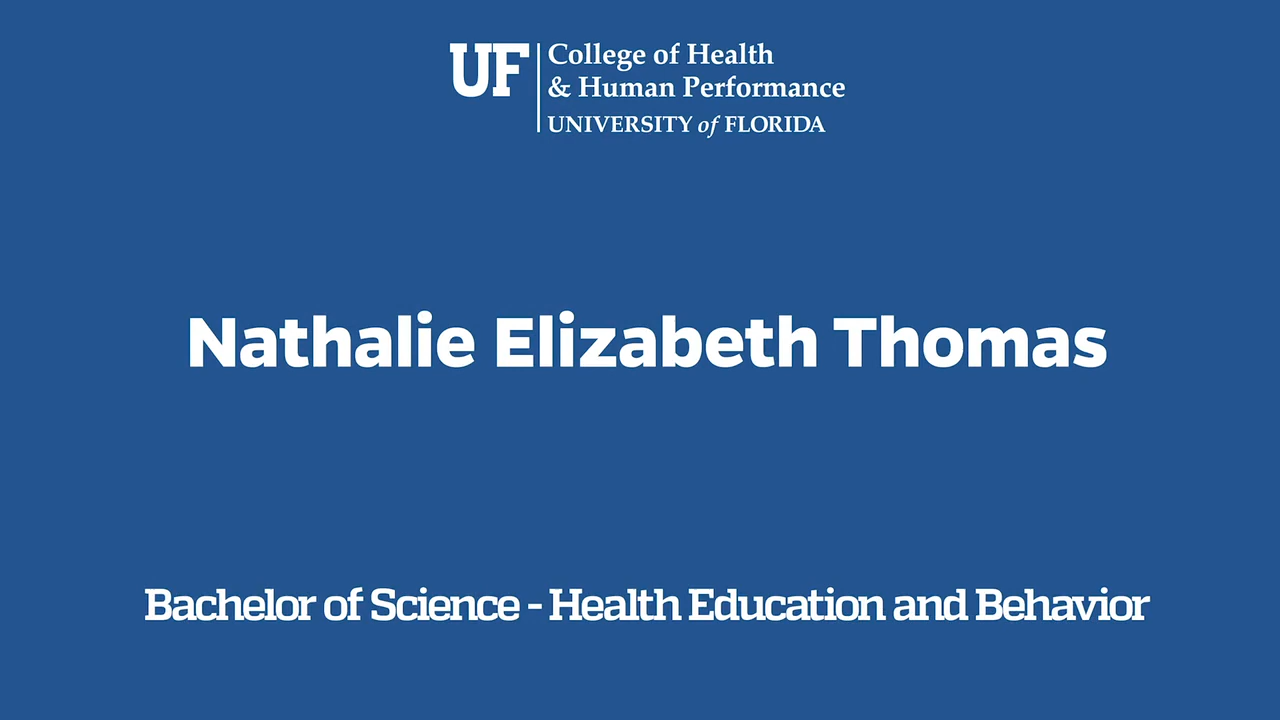 UF
College of Health
& Human Performance
UNIVERSITY of FLORIDA
Nathalie Elizabeth Thomas
Bachelor of Science - Health Education and Behavior